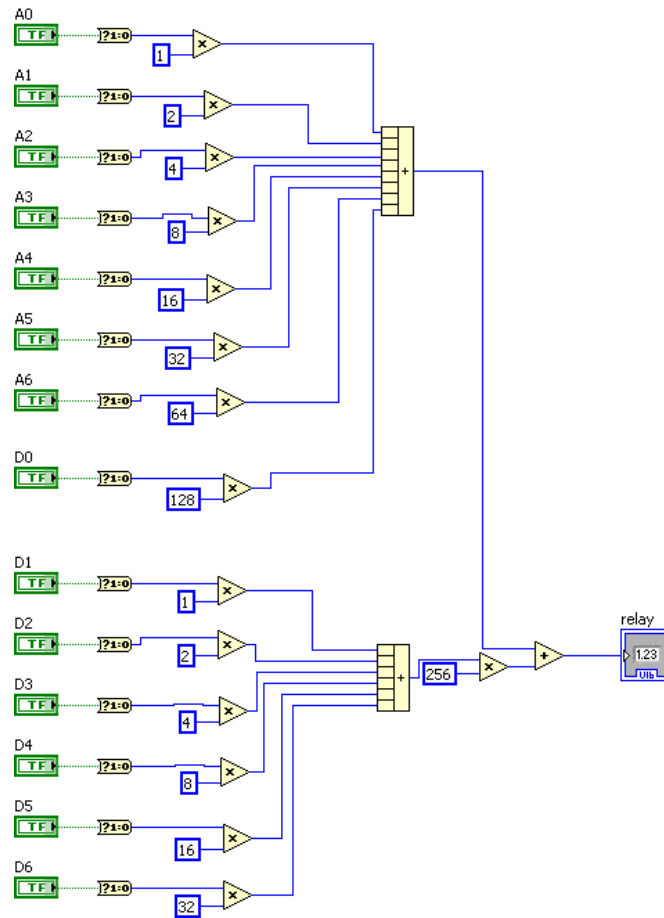 A0
TF
?1:0
×
1
A1
TF
?1:0
×
2
A2
TF
?1:0
×
4
+
A3
TF
?1:0
×
8
A4
TF
?1:0
×
16
A5
TF
?1:0
×
32
A6
TF
?1:0
×
64
D0
TF
?1:0
×
128
D1
TF
?1:0
×
1
D2
TF
?1:0
×
2
relay
1.23
U16
+
256
×
+
D3
TF
?1:0
×
4
D4
TF
?1:0
×
8
D5
TF
?1:0
×
16
D6
TF
?1:0
×
32